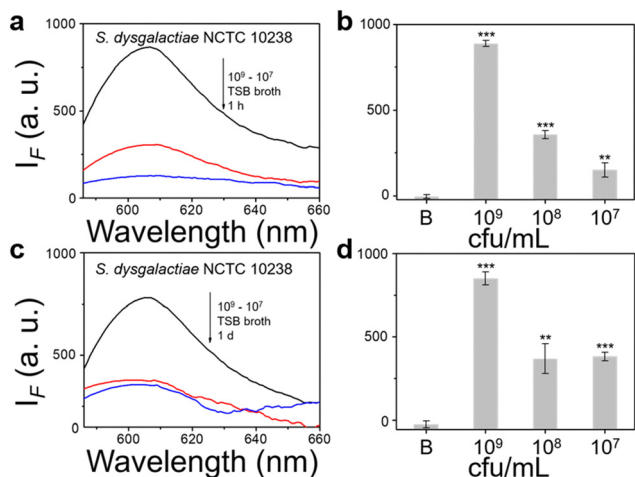 a
S. dysgalactiae NCTC 10238
10⁹ - 10⁷
TSB broth
1 h
1000
500
0
I_F (a. u.)
600
620
640
660
Wavelength (nm)
b
***
***
**
1000
500
0
B
10⁹
10⁸
10⁷
cfu/mL
c
S. dysgalactiae NCTC 10238
10⁹ - 10⁷
TSB broth
1 d
1000
500
0
I_F (a. u.)
600
620
640
660
Wavelength (nm)
d
***
**
***
1000
500
0
B
10⁹
10⁸
10⁷
cfu/mL